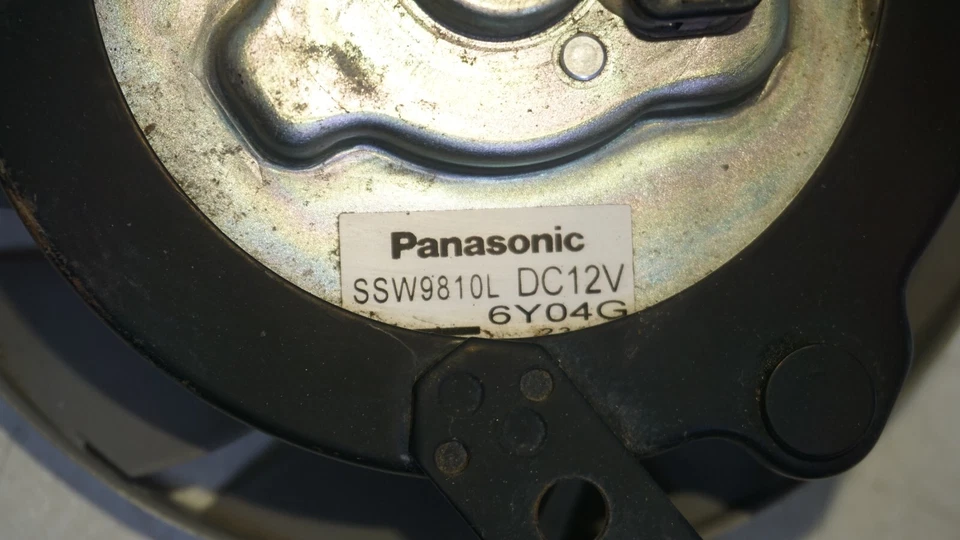 Panasonic
SSW9810L DC12V
6Y04G